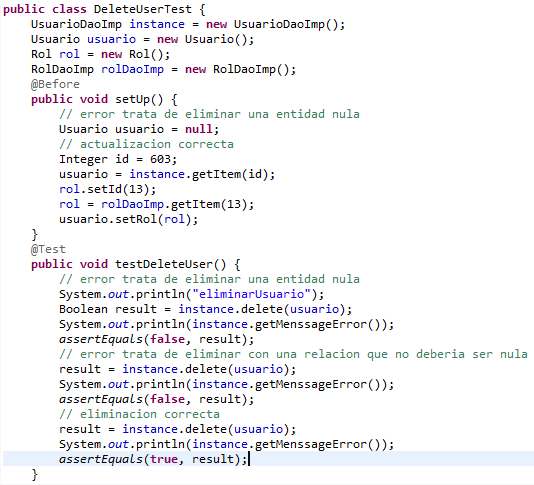 public class DeleteUserTest {
UsuarioDaoImp instance = new UsuarioDaoImp();
Usuario usuario = new Usuario();
Rol rol = new Rol();
RolDaoImp rolDaoImp = new RolDaoImp();
@Before
public void setUp() {
// error trata de eliminar una entidad nula
Usuario usuario = null;
// actualizacion correcta
Integer id = 603;
usuario = instance.getItem(id);
rol.setId(13);
rol = rolDaoImp.getItem(13);
usuario.setRol(rol);
}
@Test
public void testDeleteUser() {
// error trata de eliminar una entidad nula
System.out.println("eliminarUsuario");
Boolean result = instance.delete(usuario);
System.out.println(instance.getMenssageError());
assertEquals(false, result);
// error trata de eliminar con una relacion que no deberia ser nula
result = instance.delete(usuario);
System.out.println(instance.getMenssageError());
assertEquals(false, result);
// eliminacion correcta
result = instance.delete(usuario);
System.out.println(instance.getMenssageError());
assertEquals(true, result);
}